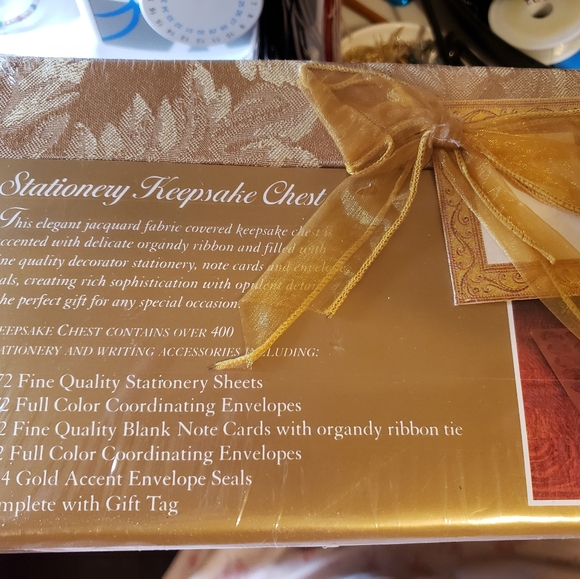 Stationery Keepsake Chest
This elegant jacquard fabric covered keepsake chest is
ccented with delicate organdy ribbon and filled with
ne quality decorator stationery, note cards and envelope
als, creating rich sophistication with opulent detail
he perfect gift for any special occasion.
EEPSAKE CHEST CONTAINS OVER 400
ATIONERY AND WRITING ACCESSORIES INCLUDING:
72 Fine Quality Stationery Sheets
72 Full Color Coordinating Envelopes
2 Fine Quality Blank Note Cards with organdy ribbon tie
2 Full Color Coordinating Envelopes
4 Gold Accent Envelope Seals
mplete with Gift Tag